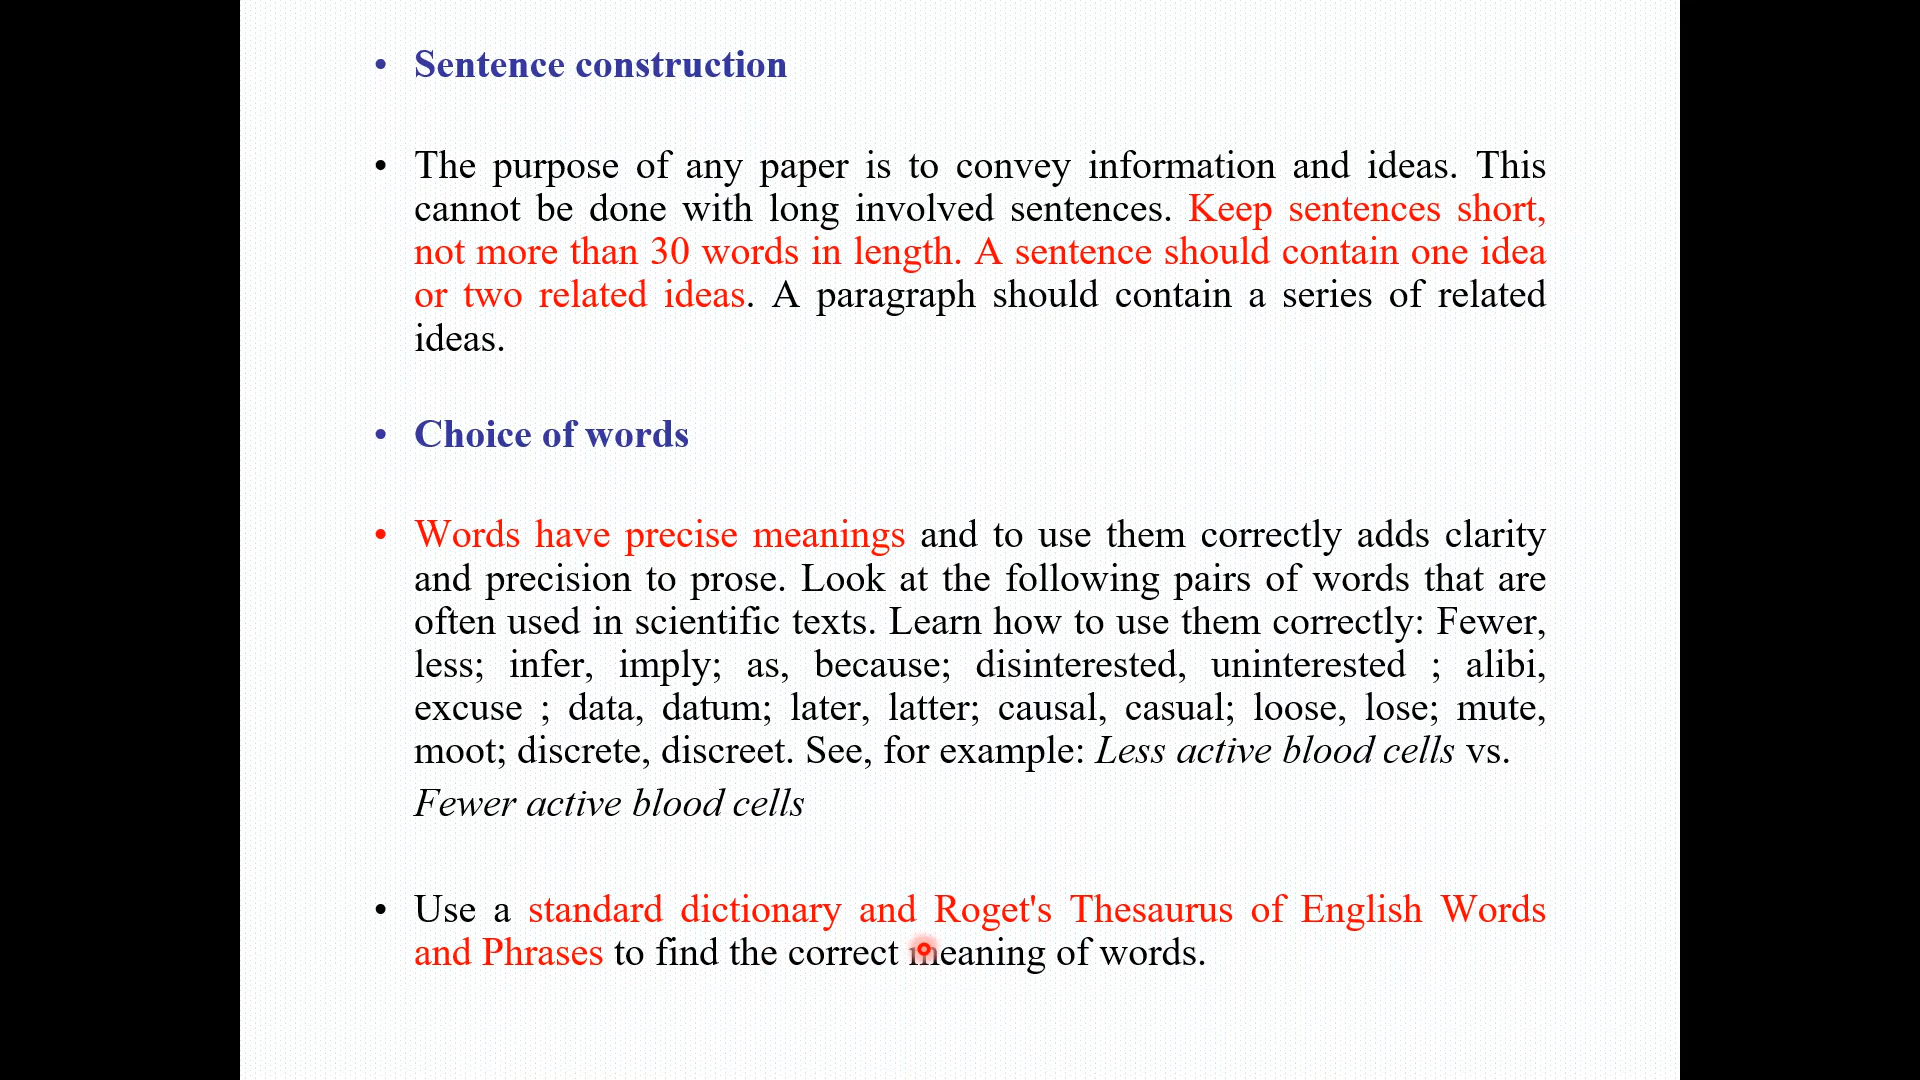 • Sentence construction
• The purpose of any paper is to convey information and ideas. This
cannot be done with long involved sentences. Keep sentences short,
not more than 30 words in length. A sentence should contain one idea
or two related ideas. A paragraph should contain a series of related
ideas.
• Choice of words
• Words have precise meanings and to use them correctly adds clarity
and precision to prose. Look at the following pairs of words that are
often used in scientific texts. Learn how to use them correctly: Fewer,
less; infer, imply; as, because; disinterested, uninterested ; alibi,
excuse ; data, datum; later, latter; causal, casual; loose, lose; mute,
moot; discrete, discreet. See, for example: Less active blood cells vs.
Fewer active blood cells
• Use a standard dictionary and Roget's Thesaurus of English Words
and Phrases to find the correct meaning of words.